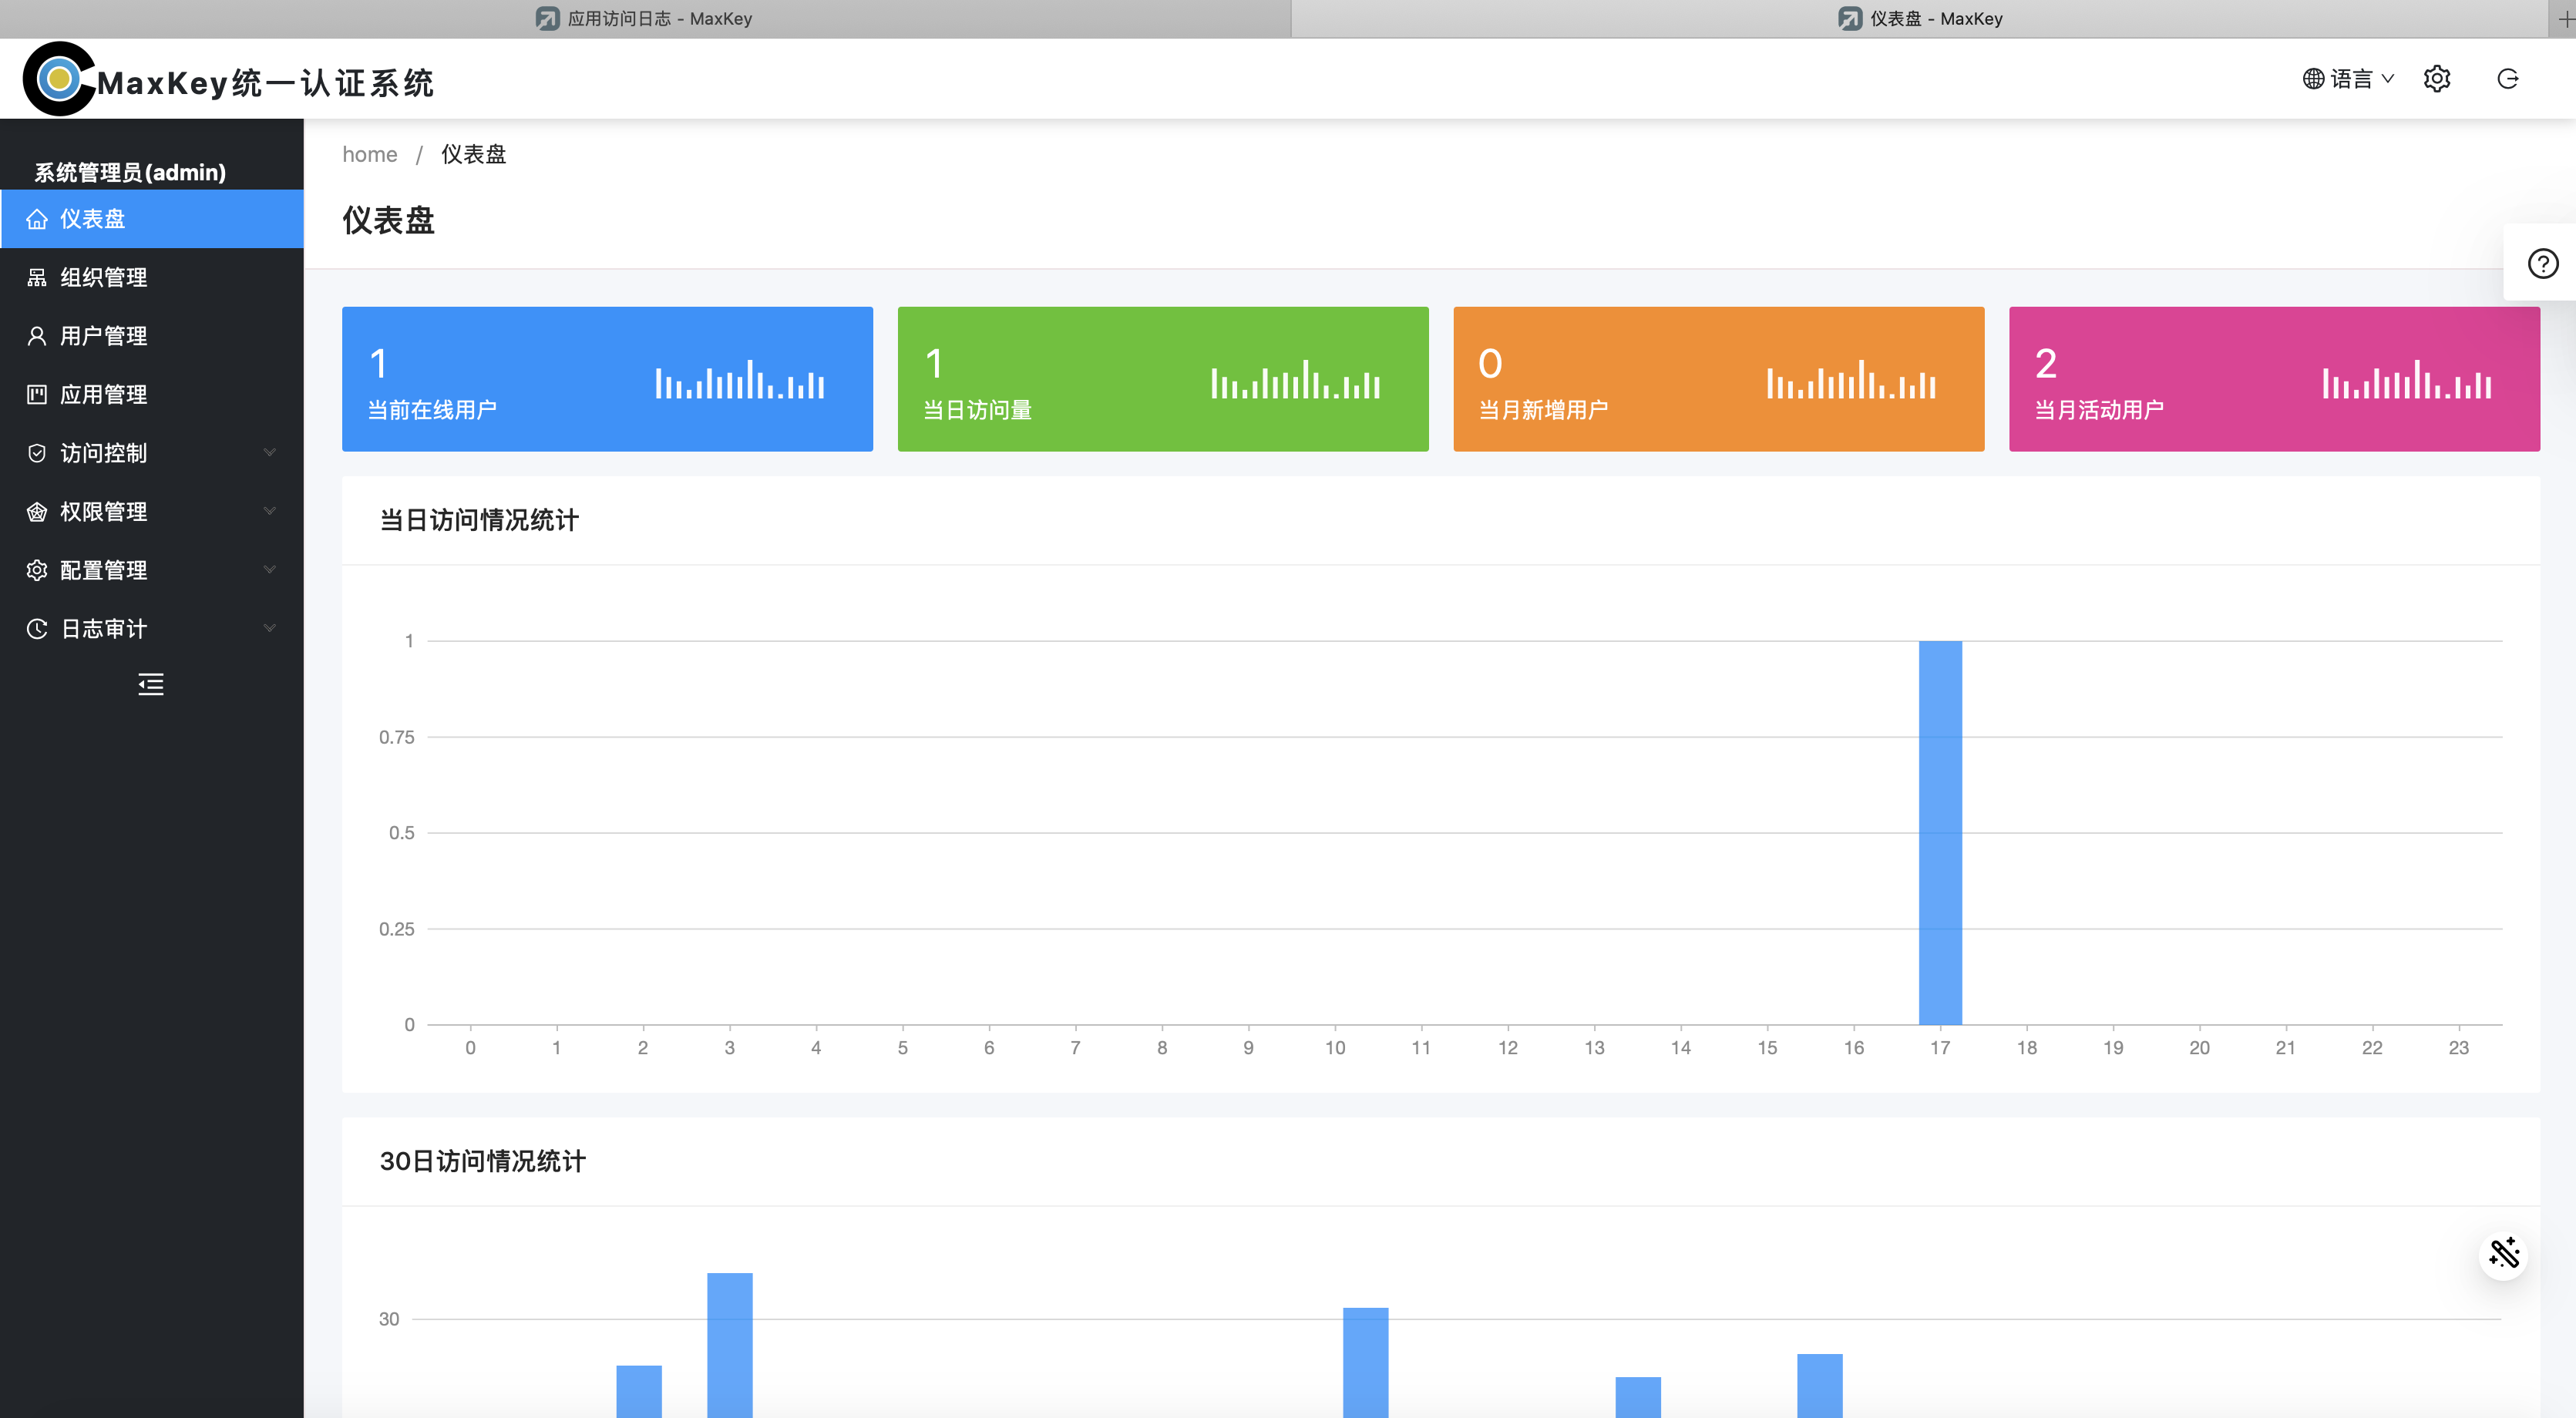 应用访问日志 - MaxKey
仪表盘 - MaxKey
MaxKey统一认证系统
语言
系统管理员(admin)
仪表盘
组织管理
用户管理
应用管理
访问控制
权限管理
配置管理
日志审计
home / 仪表盘
仪表盘
1
当前在线用户
1
当日访问量
0
当月新增用户
2
当月活动用户
当日访问情况统计
1
0.75
0.5
0.25
0
0 1 2 3 4 5 6 7 8 9 10 11 12 13 14 15 16 17 18 19 20 21 22 23
30日访问情况统计
30